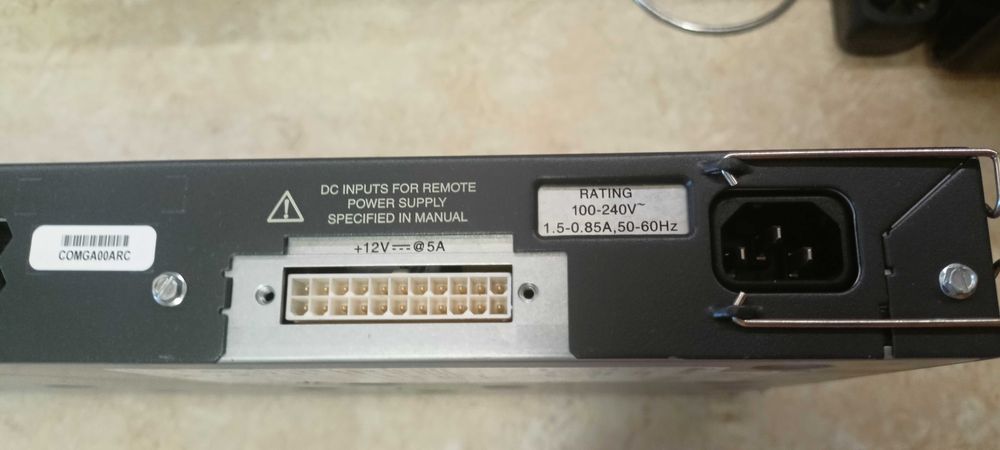 DC INPUTS FOR REMOTE
POWER SUPPLY
SPECIFIED IN MANUAL
+12V⎓@5A
RATING
100-240V~
1.5-0.85A,50-60Hz
COMGA00ARC